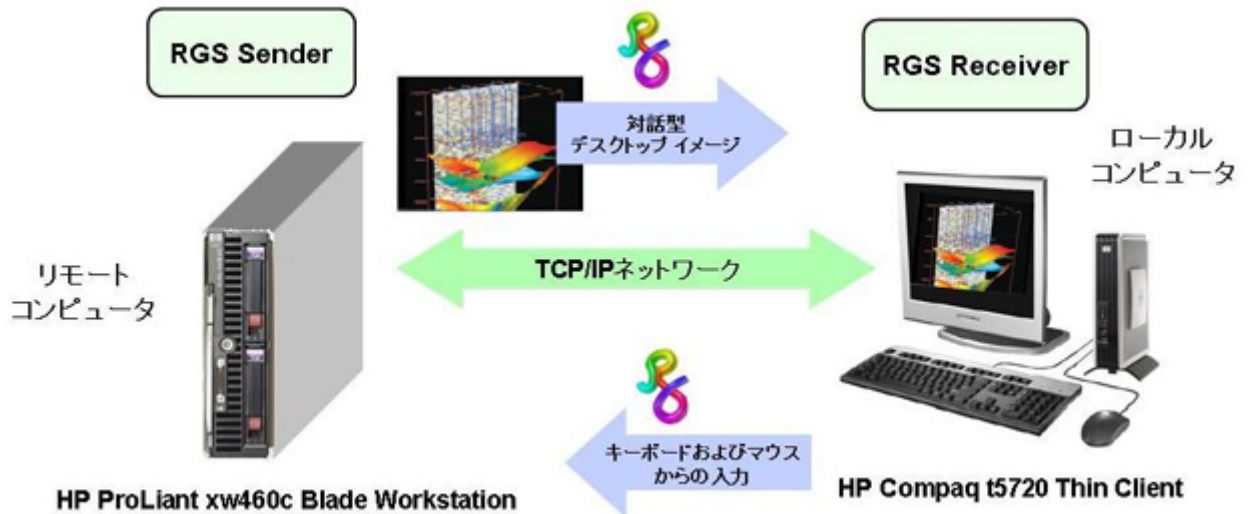 RGS Sender
RGS Receiver
対話型
デスクトップ イメージ
ローカル
コンピュータ
TCP/IPネットワーク
リモート
コンピュータ
キーボードおよびマウス
からの入力
HP ProLiant xw460c Blade Workstation
HP Compaq t5720 Thin Client